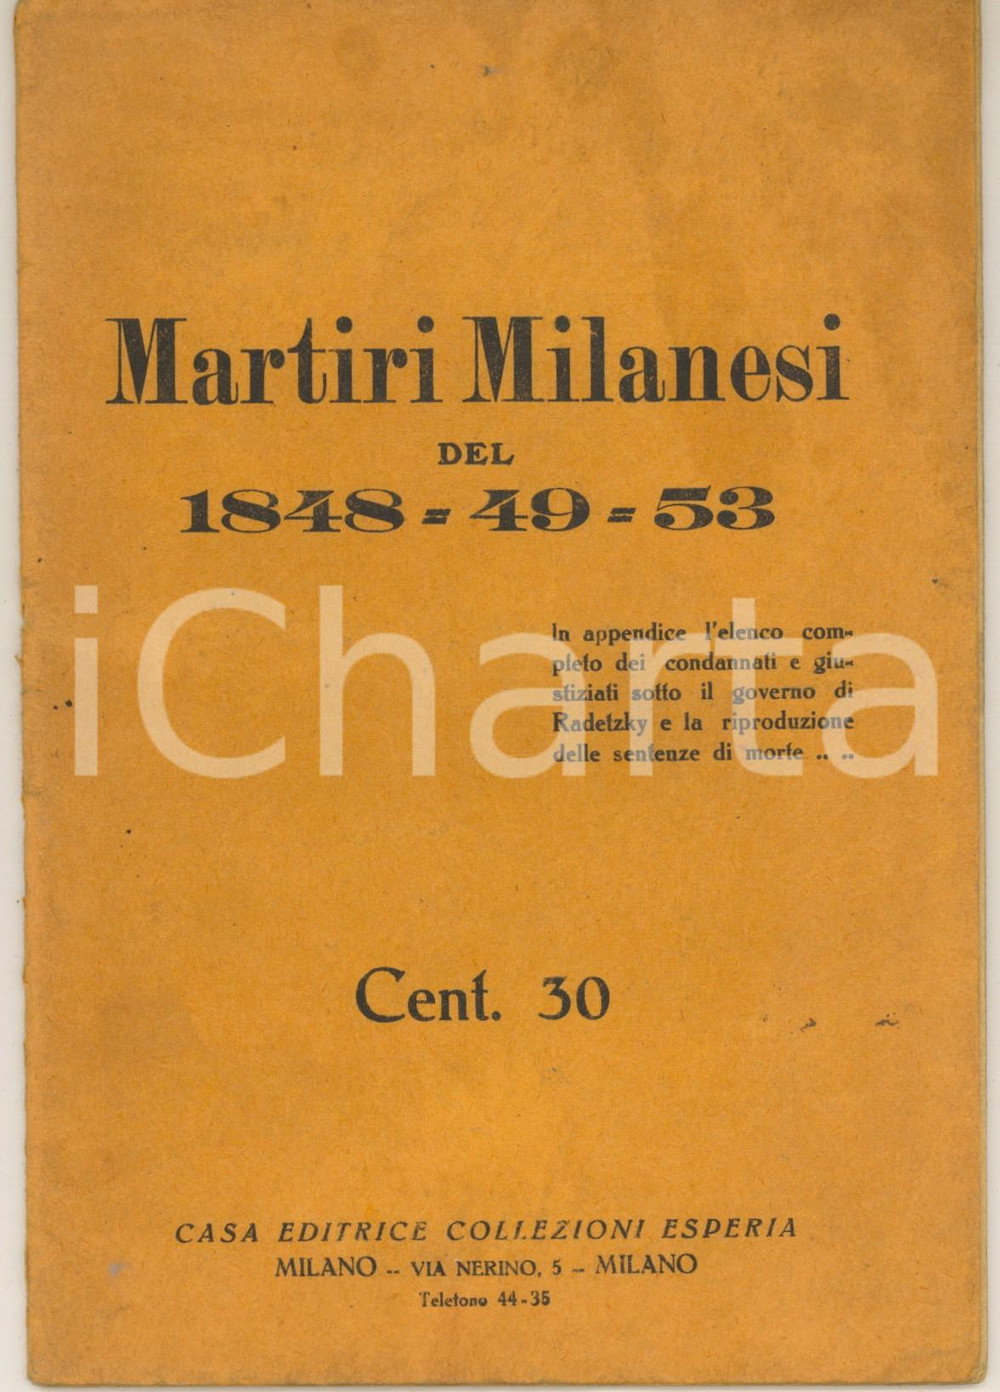 Martiri Milanesi
DEL
1848=49=53
iCharta
In appendice l'elenco com-
pleto dei condannati e giu-
stiziati sotto il governo di
Radetzky e la riproduzione
delle sentenze di morte .. ..
Cent. 30
CASA EDITRICE COLLEZIONI ESPERIA
MILANO -- VIA NERINO, 5 -- MILANO
Telefono 44-35